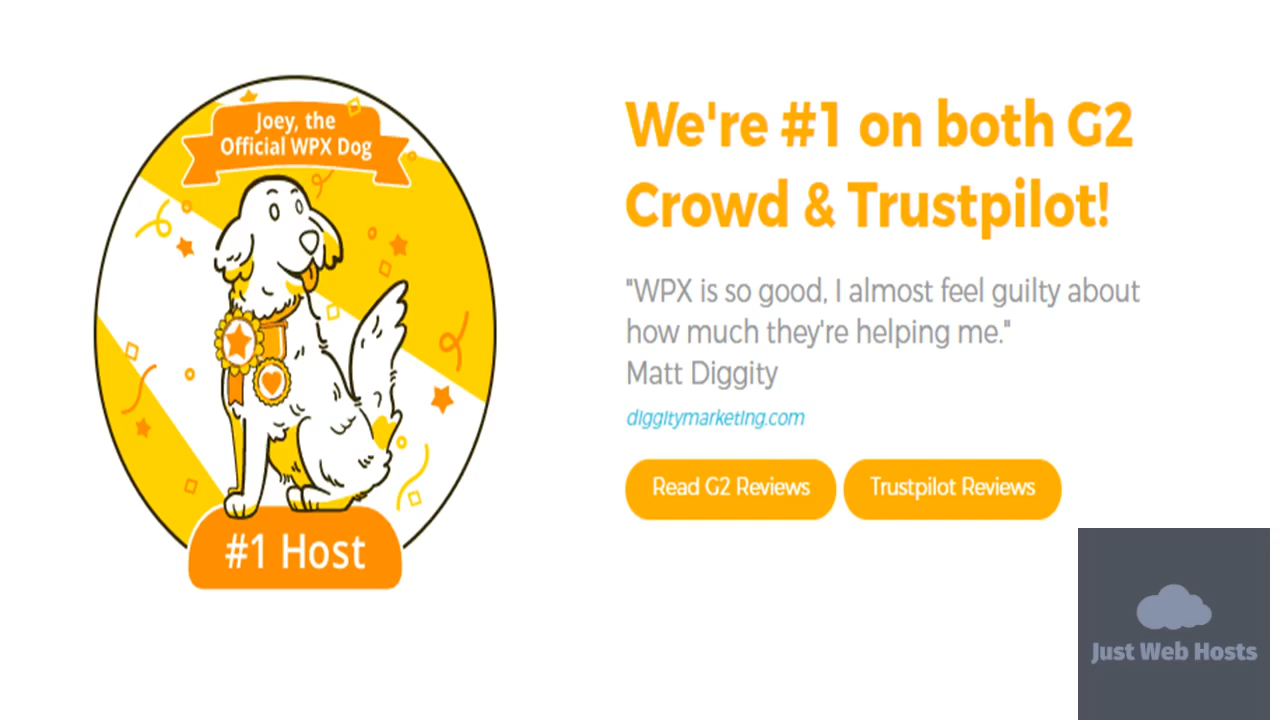 Joey, the
Official WPX Dog
#1 Host
We're #1 on both G2
Crowd & Trustpilot!
"WPX is so good, I almost feel guilty about
how much they're helping me."
Matt Diggity
diggitymarketing.com
Read G2 Reviews
Trustpilot Reviews
Just Web Hosts